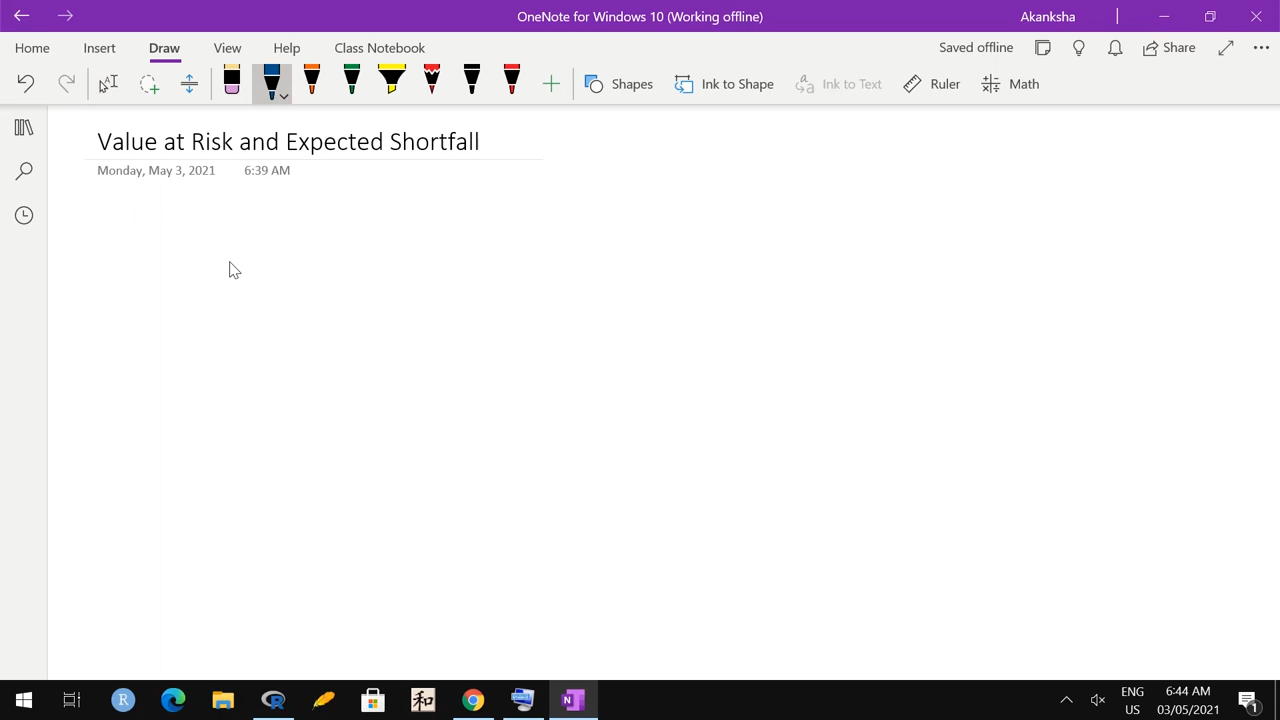 OneNote for Windows 10 (Working offline)
Akanksha
Home Insert Draw View Help Class Notebook
Saved offline Share
Shapes Ink to Shape Ink to Text Ruler Math
Value at Risk and Expected Shortfall
Monday, May 3, 2021 6:39 AM
R R 和 N
ENG 6:44 AM
US 03/05/2021 1